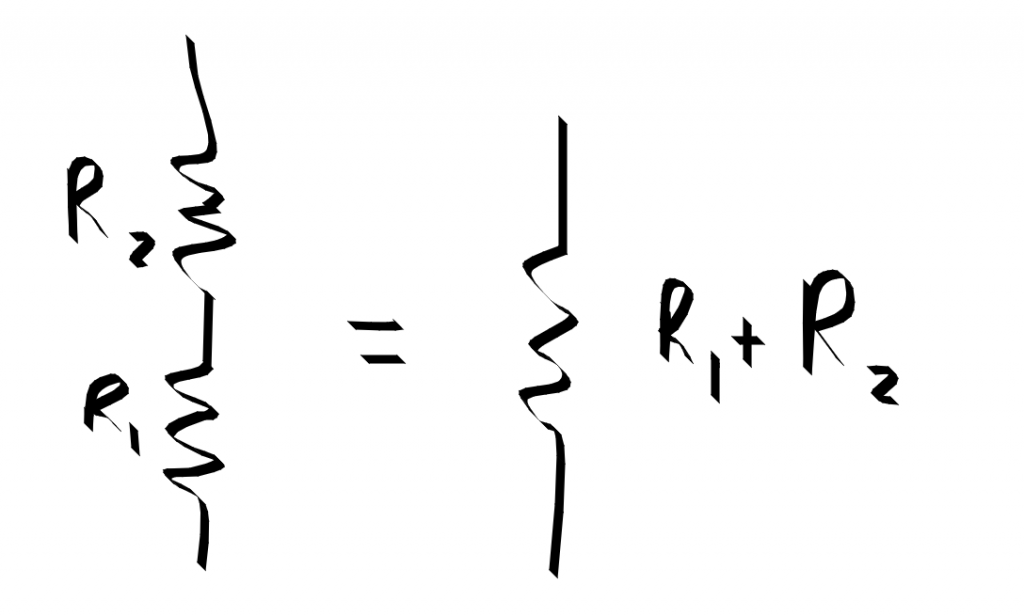 R₂
R₁
= R₁ + R₂